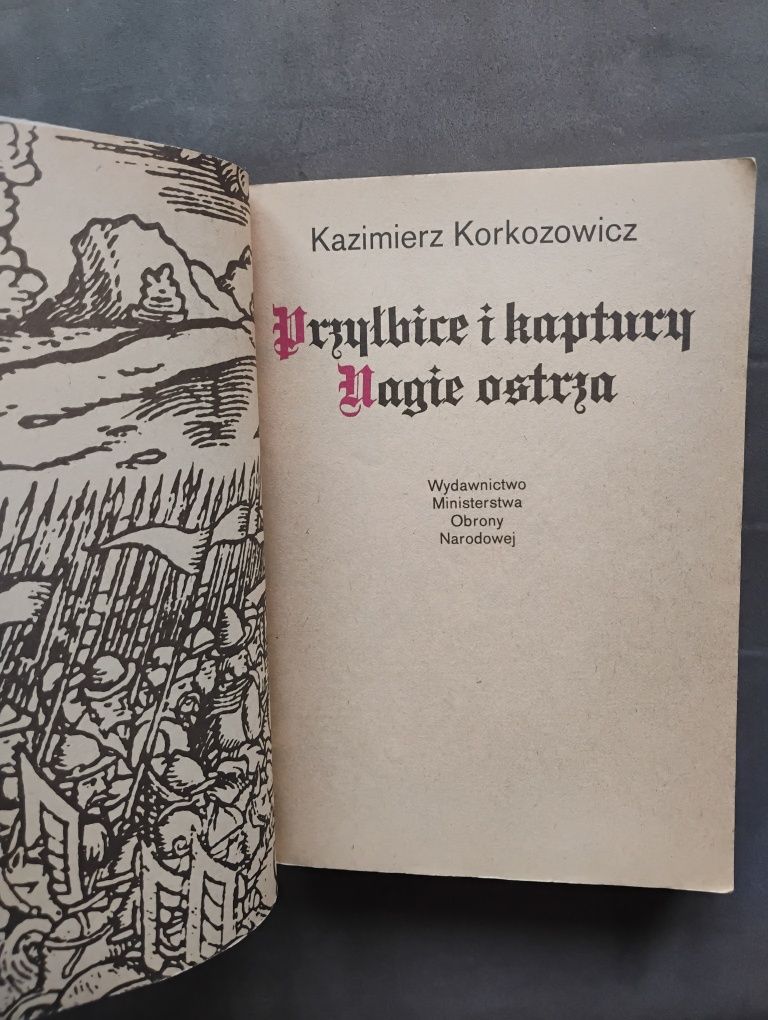 Kazimierz Korkozowicz
Przyłbice i kaptury
Nagie ostrza
Wydawnictwo
Ministerstwa
Obrony
Narodowej